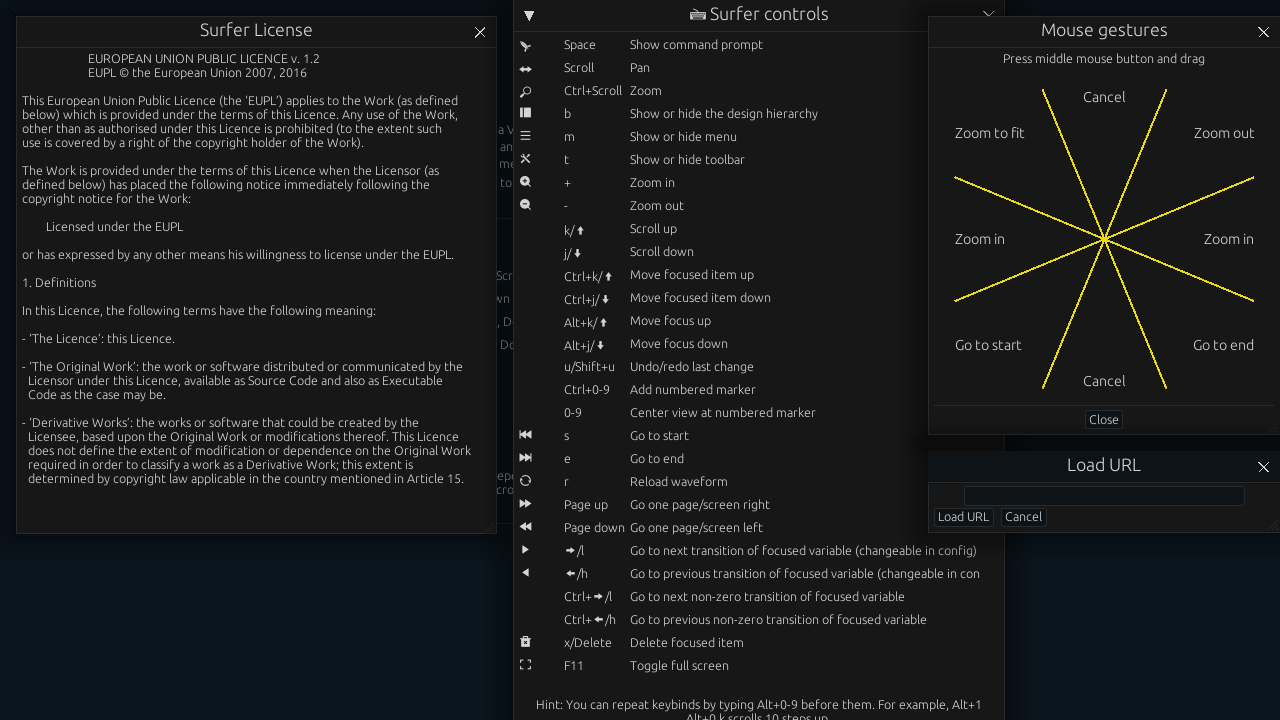 Surfer License
EUROPEAN UNION PUBLIC LICENCE v. 1.2
EUPL © the European Union 2007, 2016
This European Union Public Licence (the ‘EUPL’) applies to the Work (as defined
below) which is provided under the terms of this Licence. Any use of the Work,
other than as authorised under this Licence is prohibited (to the extent such
use is covered by a right of the copyright holder of the Work).
The Work is provided under the terms of this Licence when the Licensor (as
defined below) has placed the following notice immediately following the
copyright notice for the Work:
Licensed under the EUPL
or has expressed by any other means his willingness to license under the EUPL.
1. Definitions
In this Licence, the following terms have the following meaning:
- ‘The Licence’: this Licence.
- ‘The Original Work’: the work or software distributed or communicated by the
Licensor under this Licence, available as Source Code and also as Executable
Code as the case may be.
- ‘Derivative Works’: the works or software that could be created by the
Licensee, based upon the Original Work or modifications thereof. This Licence
does not define the extent of modification or dependence on the Original Work
required in order to classify a work as a Derivative Work; this extent is
determined by copyright law applicable in the country mentioned in Article 15.
Surfer controls
Space Show command prompt
Scroll Pan
Ctrl+Scroll Zoom
b Show or hide the design hierarchy
m Show or hide menu
t Show or hide toolbar
+ Zoom in
- Zoom out
k/⬆ Scroll up
j/⬇ Scroll down
Ctrl+k/⬆ Move focused item up
Ctrl+j/⬇ Move focused item down
Alt+k/⬆ Move focus up
Alt+j/⬇ Move focus down
u/Shift+u Undo/redo last change
Ctrl+0-9 Add numbered marker
0-9 Center view at numbered marker
s Go to start
e Go to end
r Reload waveform
Page up Go one page/screen right
Page down Go one page/screen left
➡/l Go to next transition of focused variable (changeable in config)
⬅/h Go to previous transition of focused variable (changeable in con
Ctrl+➡/l Go to next non-zero transition of focused variable
Ctrl+⬅/h Go to previous non-zero transition of focused variable
x/Delete Delete focused item
F11 Toggle full screen
Hint: You can repeat keybinds by typing Alt+0-9 before them. For example, Alt+1
Alt+0 k scrolls 10 steps up
Mouse gestures
Press middle mouse button and drag
Cancel
Zoom to fit Zoom out
Zoom in Zoom in
Go to start Go to end
Cancel
Close
Load URL
Load URL Cancel